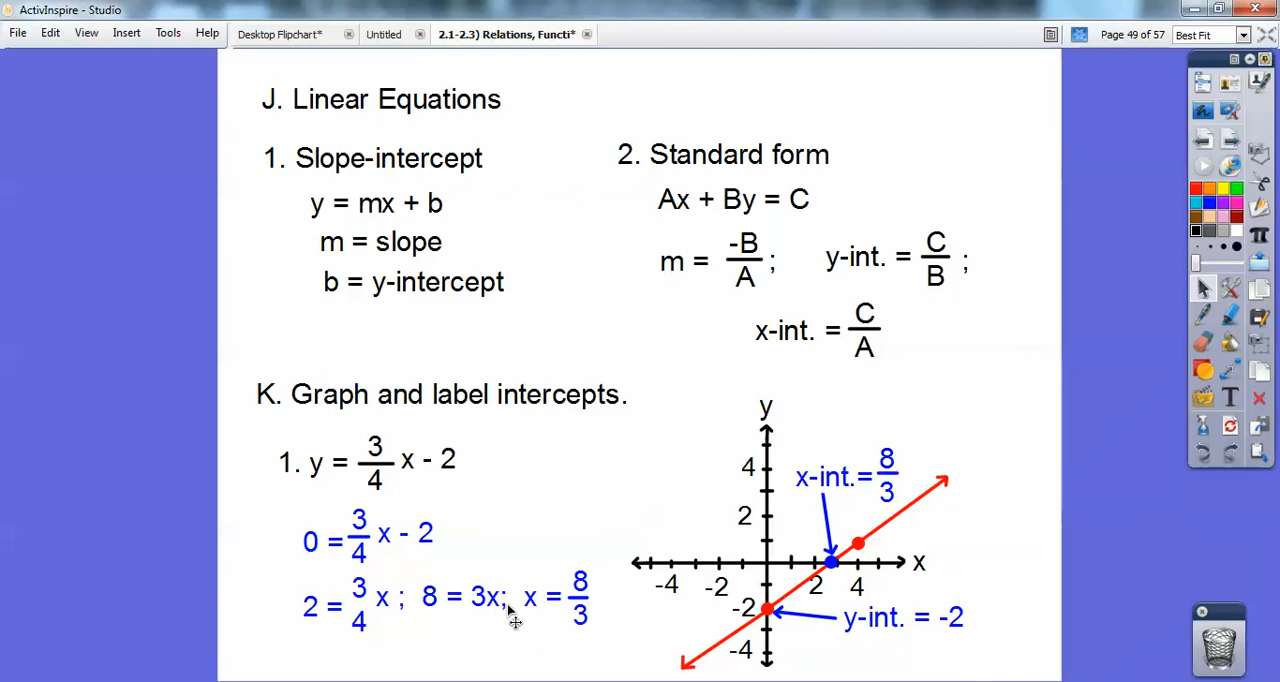 ActivInspire - Studio
File Edit View Insert Tools Help
Desktop Flipchart* Untitled 2.1-2.3) Relations, Functi* Page 49 of 57 Best Fit
J. Linear Equations
1. Slope-intercept
y = mx + b
m = slope
b = y-intercept
2. Standard form
Ax + By = C
m = -B/A ; y-int. = C/B ;
x-int. = C/A
K. Graph and label intercepts.
1. y = 3/4 x - 2
0 = 3/4 x - 2
2 = 3/4 x ; 8 = 3x; x = 8/3
y
4
x-int.= 8/3
2
-4 -2 2 4 x
-2
y-int. = -2
-4